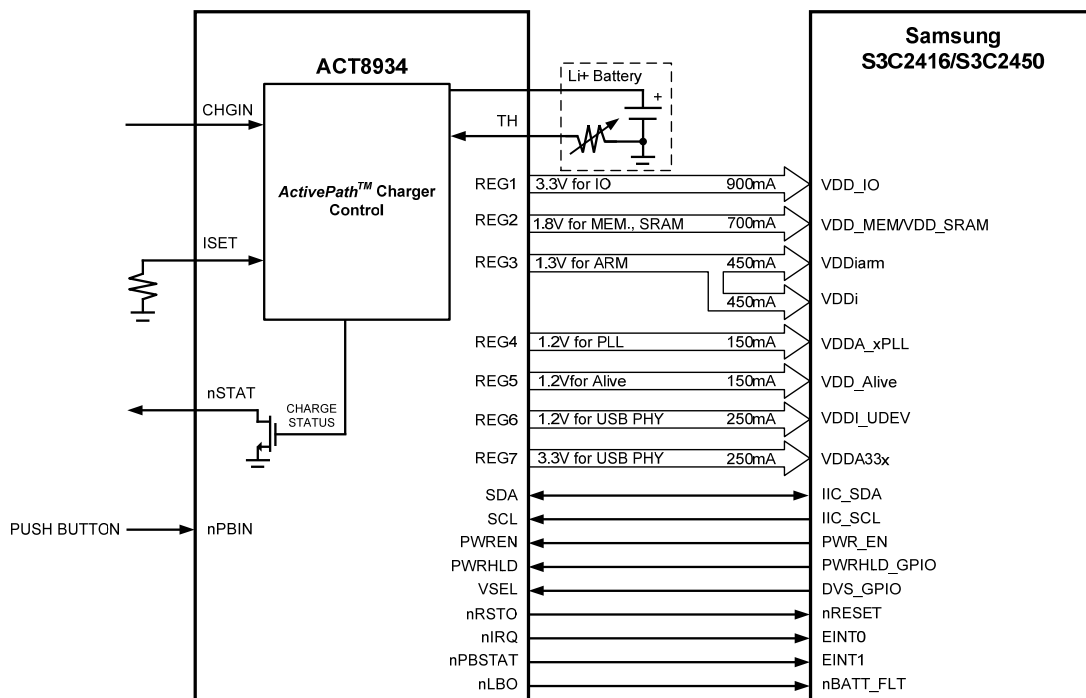 Samsung
S3C2416/S3C2450
ACT8934
Li+ Battery
+
CHGIN
TH
ActivePath™ Charger
Control
REG1 3.3V for IO 900mA VDD_IO
REG2 1.8V for MEM., SRAM 700mA VDD_MEM/VDD_SRAM
ISET
REG3 1.3V for ARM 450mA VDDiarm
450mA VDDi
REG4 1.2V for PLL 150mA VDDA_xPLL
REG5 1.2Vfor Alive 150mA VDD_Alive
nSTAT
CHARGE
STATUS
REG6 1.2V for USB PHY 250mA VDDI_UDEV
REG7 3.3V for USB PHY 250mA VDDA33x
SDA IIC_SDA
PUSH BUTTON nPBIN
SCL IIC_SCL
PWREN PWR_EN
PWRHLD PWRHLD_GPIO
VSEL DVS_GPIO
nRSTO nRESET
nIRQ EINT0
nPBSTAT EINT1
nLBO nBATT_FLT